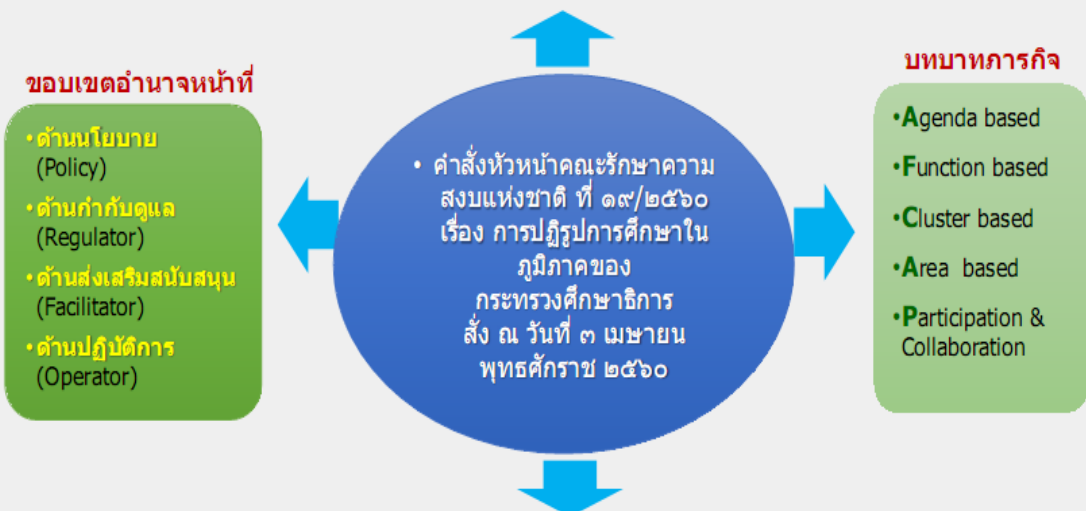 ขอบเขตอำนาจหน้าที่
•ด้านนโยบาย
(Policy)
•ด้านกำกับดูแล
(Regulator)
•ด้านส่งเสริมสนับสนุน
(Facilitator)
•ด้านปฏิบัติการ
(Operator)
• คำสั่งหัวหน้าคณะรักษาความ
สงบแห่งชาติ ที่ ๑๙/๒๕๖๐
เรื่อง การปฏิรูปการศึกษาใน
ภูมิภาคของ
กระทรวงศึกษาธิการ
สั่ง ณ วันที่ ๓ เมษายน
พุทธศักราช ๒๕๖๐
บทบาทภารกิจ
•Agenda based
•Function based
•Cluster based
•Area based
•Participation &
Collaboration